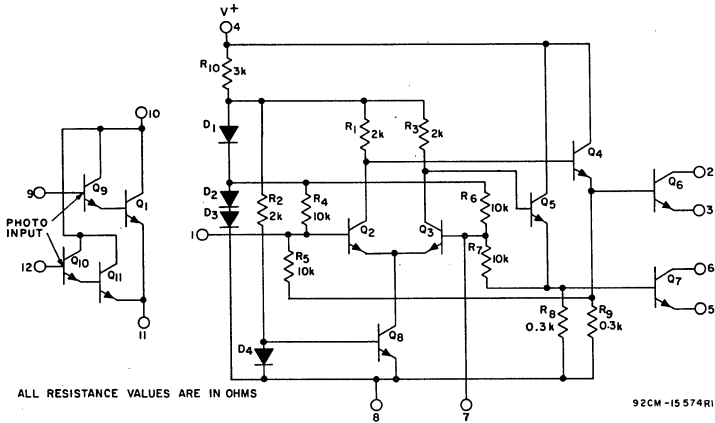 V+
4
R10
3k
10
D1
R1
2k
R3
2k
Q4
Q9
9
Q1
D2
D3
R2
2k
R4
10k
R6
10k
Q5
Q6
2
3
PHOTO
INPUT
1
Q2
Q3
R5
10k
R7
10k
Q10
Q11
12
Q7
6
5
11
D4
Q8
R8
0.3k
R9
0.3k
ALL RESISTANCE VALUES ARE IN OHMS
8
7
92CM-15574R1